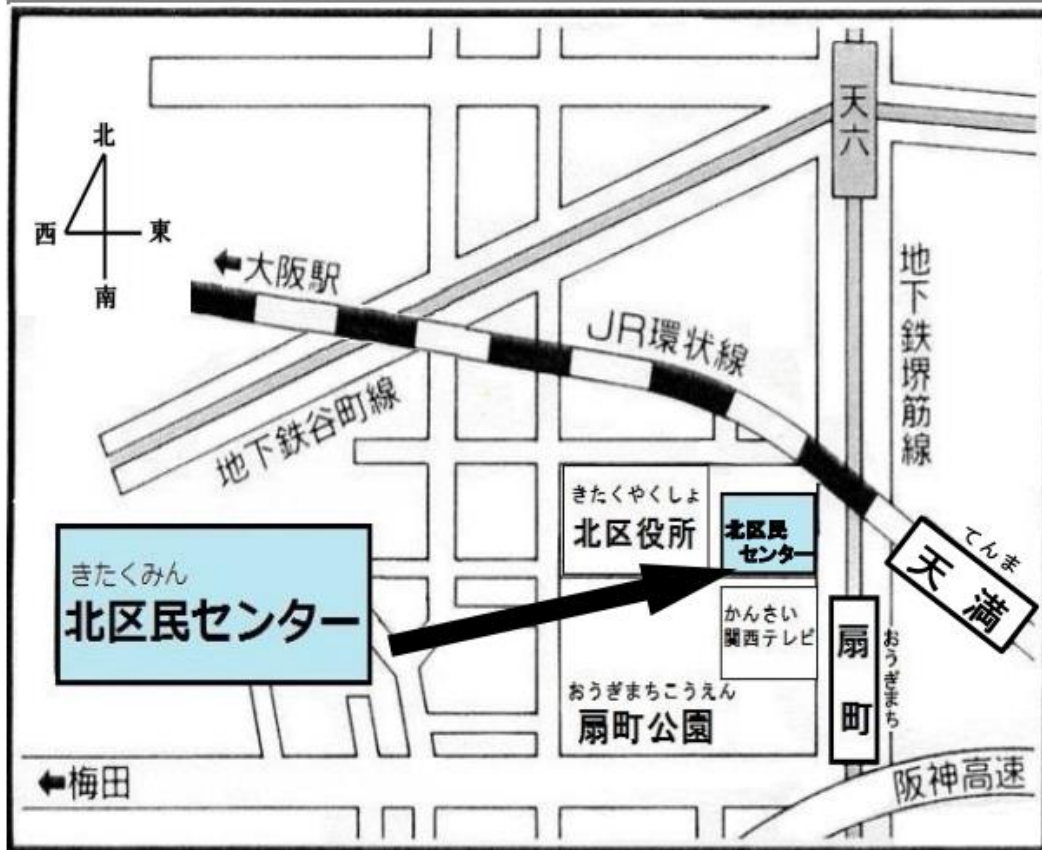 北
西
東
南
天六
大阪駅
JR環状線
地下鉄堺筋線
地下鉄谷町線
きたくやくしょ
北区役所
北区民
センター
てんま
天満
きたくみん
北区民センター
かんさい
関西テレビ
おうぎまち
扇町
おうぎまちこうえん
扇町公園
梅田
阪神高速